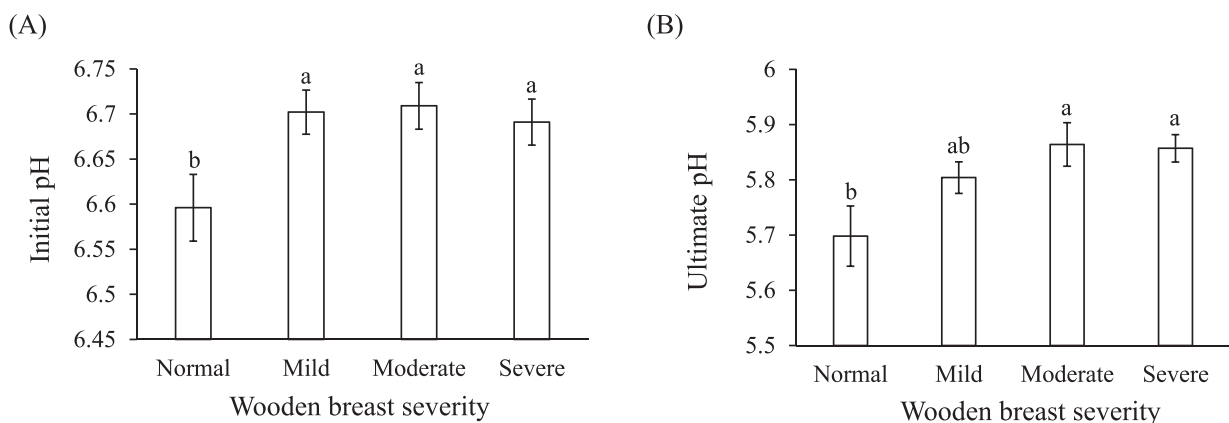 (A)
Initial pH
6.75
6.7
6.65
6.6
6.55
6.5
6.45
b
a
a
a
Normal Mild Moderate Severe
Wooden breast severity
(B)
Ultimate pH
6
5.9
5.8
5.7
5.6
5.5
b
ab
a
a
Normal Mild Moderate Severe
Wooden breast severity